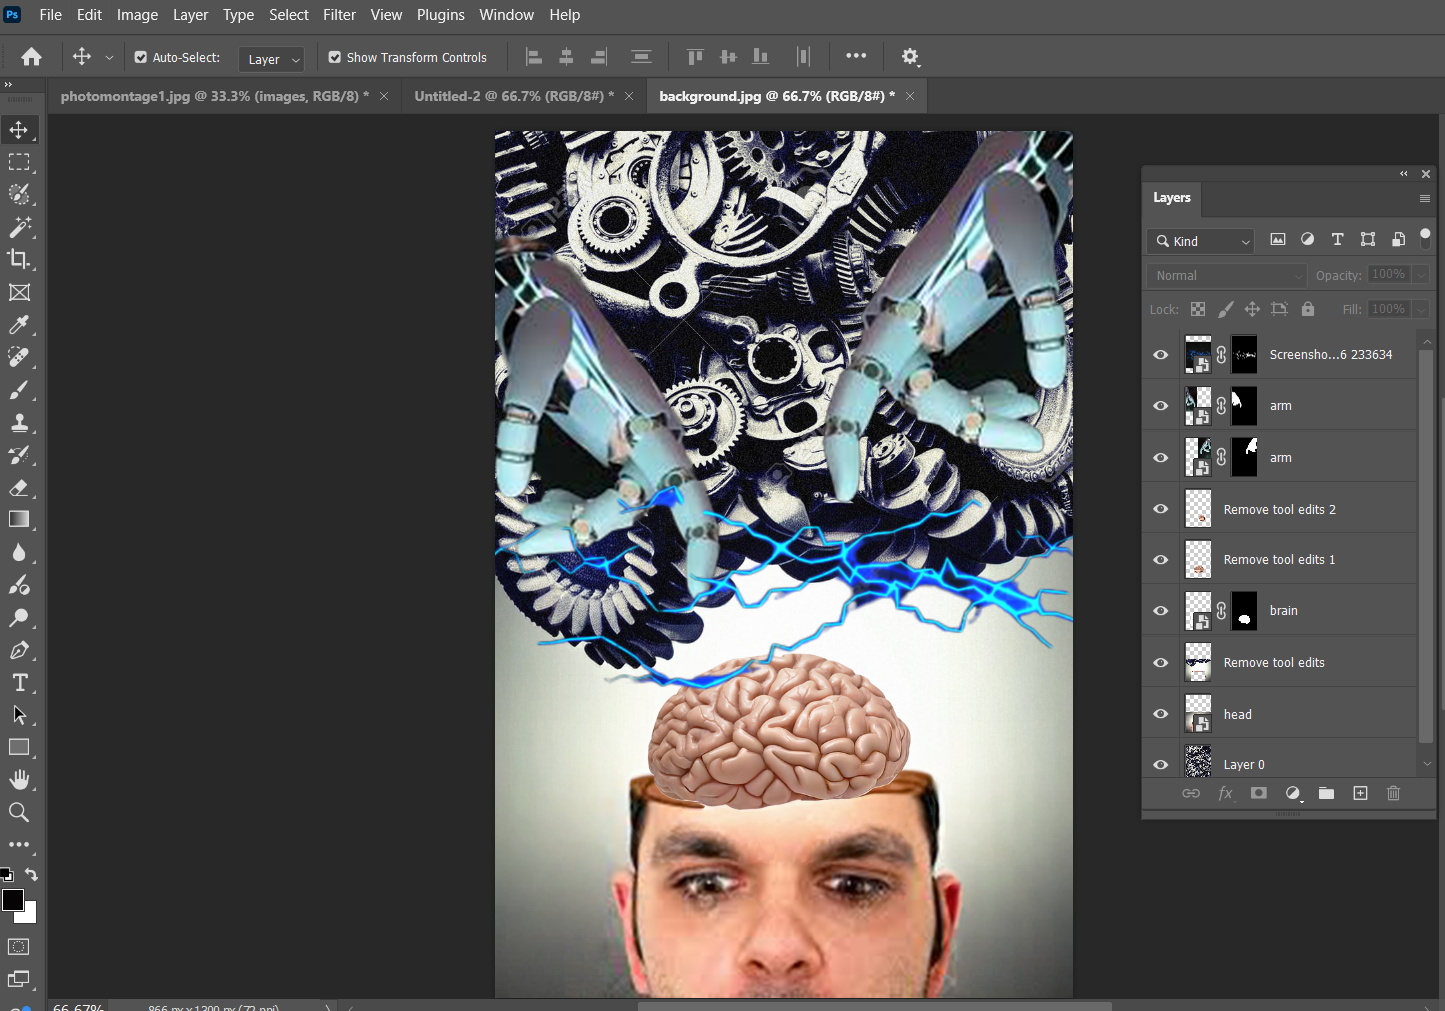 Ps File Edit Image Layer Type Select Filter View Plugins Window Help
Auto-Select: Layer Show Transform Controls
photomontage1.jpg @ 33.3% (images, RGB/8) * Untitled-2 @ 66.7% (RGB/8#) * background.jpg @ 66.7% (RGB/8#) *
Layers
Kind
Normal Opacity: 100%
Lock: Fill: 100%
Screensho...6 233634
arm
arm
Remove tool edits 2
Remove tool edits 1
brain
Remove tool edits
head
Layer 0
fx
66.67% 866 px x 1300 px (72 ppi)